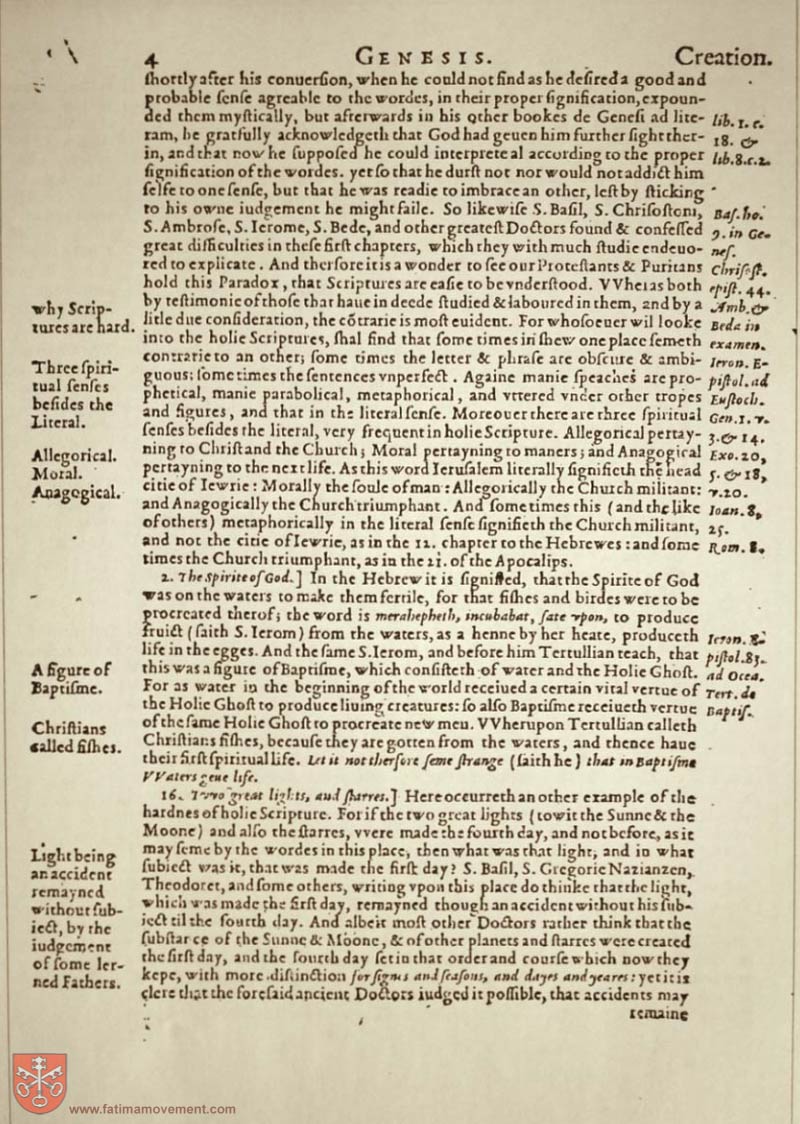 4 GENESIS. Creation.
ſhortly after his conuerſion, when he could not find as he deſired a good and
probable ſenſe agreable to the wordes, in their proper ſignification, expoun-
ded them myſtically, but afterwards in his other bookes de Geneſi ad lite-
ram, he gratfully acknowledgeth that God had geuen him further ſight ther-
in, and that now he ſuppoſed he could interprete al according to the proper
ſignification of the wordes. yet ſo that he durſt not nor would not addict him
ſelfe to one ſenſe, but that he was readie to imbrace an other, leſt by ſticking
to his owne iudgement he might faile. So likewiſe S. Baſil, S. Chriſoſtom,
S. Ambroſe, S. Ierome, S. Bede, and other greateſt Doctors found & confeſſed
great difficulties in theſe firſt chapters, which they with much ſtudie endeuo-
red to explicate. And therfore it is a wonder to ſee our Proteſtants & Puritans
hold this Paradox, that Scriptures are eaſie to be vnderſtood. VVheras both
by teſtimonie of thoſe that haue in deede ſtudied & laboured in them, and by a
litle due conſideration, the cõtrarie is moſt euident. For whoſoeuer wil looke
into the holie Scriptures, ſhal find that ſome times in ſhew one place ſemeth
contrarie to an other; ſome times the letter & phraſe are obſcure & ambi-
guous; ſome times the ſentences vnperfect. Againe manie ſpeaches are pro-
phetical, manie parabolical, metaphorical, and vttered vnder other tropes
and figures, and that in the literal ſenſe. Moreouer there are three ſpiritual
ſenſes beſides the literal, very frequent in holie Scripture. Allegorical pertay-
ning to Chriſt and the Church; Moral pertayning to maners; and Anagogical
pertayning to the next life. As this word Ieruſalem literally ſignifieth the head
citie of Iewrie: Morally the ſoule of man: Allegorically the Church militant:
and Anagogically the Church triumphant. And ſome times this (and the like
of others) metaphorically in the literal ſenſe ſignifieth the Church militant,
and not the citie of Iewrie, as in the 12. chapter to the Hebrewes: and ſome
times the Church triumphant, as in the 21. of the Apocalips.
2. The Spirite of God.] In the Hebrew it is ſignified, that the Spirite of God
was on the waters to make them fertile, for that fiſhes and birdes were to be
procreated therof; the word is merahepheth, incubabat, ſate vpon, to produce
fruict (ſaith S. Ierom) from the waters, as a henne by her heate, produceth
life in the egges. And the ſame S. Ierom, and before him Tertullian teach, that
this was a figure of Baptiſme, which conſiſteth of water and the Holie Ghoſt.
For as water in the beginning of the world receiued a certain vital vertue of
the Holie Ghoſt to produce liuing creatures: ſo alſo Baptiſme receiueth vertue
of the ſame Holie Ghoſt to procreate new men. VVherupon Tertullian calleth
Chriſtians fiſhes, becauſe they are gotten from the waters, and thence haue
their firſt ſpiritual life. Let it not therfore ſeme ſtrange (ſaith he) that in Baptiſme
VVaters geue life.
16. Two great lights, and ſtarres.] Here occurreth an other example of the
hardnes of holie Scripture. For if the two great lights (towit the Sunne & the
Moone) and alſo the ſtarres, vvere made the fourth day, and not before, as it
may ſeme by the wordes in this place, then what was that light, and in what
ſubiect was it, that was made the firſt day? S. Baſil, S. Gregorie Nazianzen,
Theodoret, and ſome others, writing vpon this place do thinke that the light,
which was made the firſt day, remayned though an accident without his ſub-
iect til the fourth day. And albeit moſt other Doctors rather think that the
ſubſtance of the Sunne & Moone, & of other planets and ſtarres were created
the firſt day, and the fourth day ſet in that order and courſe which now they
kepe, with more diſtinction for ſignes and ſeaſons, and dayes and yeares: yet it is
clere that the foreſaid ancient Doctors iudged it poſſible, that accidents may
remaine
why Scrip-
tures are hard.
Three ſpiri-
tual ſenſes
beſides the
Literal.
Allegorical.
Moral.
Anagogical.
A figure of
Baptiſme.
Chriſtians
called fiſhes.
Light being
an accident
remayned
without ſub-
iect, by the
iudgement
of ſome ler-
ned Fathers.
lib. 1. c.
18. &
lib. 8. c. 2.
Baſ. ho.
9. in Ge-
neſ.
Chriſoſt.
epiſt. 44.
Amb. &
Beda in
examen.
Ieron. E-
piſtol. ad
Euſtoch.
Gen. 1. v.
3. & 14.
Exo. 20,
5. & 18,
v. 20.
Ioan. 8,
25.
Rom. 8.
Ieron. E-
piſtol. 83.
ad Ocea.
Tert. de
Baptiſ.
www.fatimamovement.com